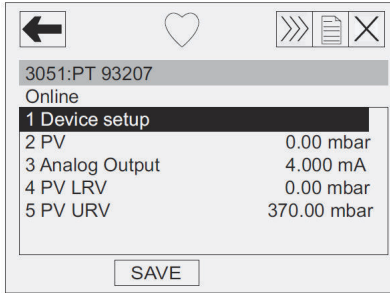 3051:PT 93207
Online
1 Device setup
2 PV 0.00 mbar
3 Analog Output 4.000 mA
4 PV LRV 0.00 mbar
5 PV URV 370.00 mbar
SAVE